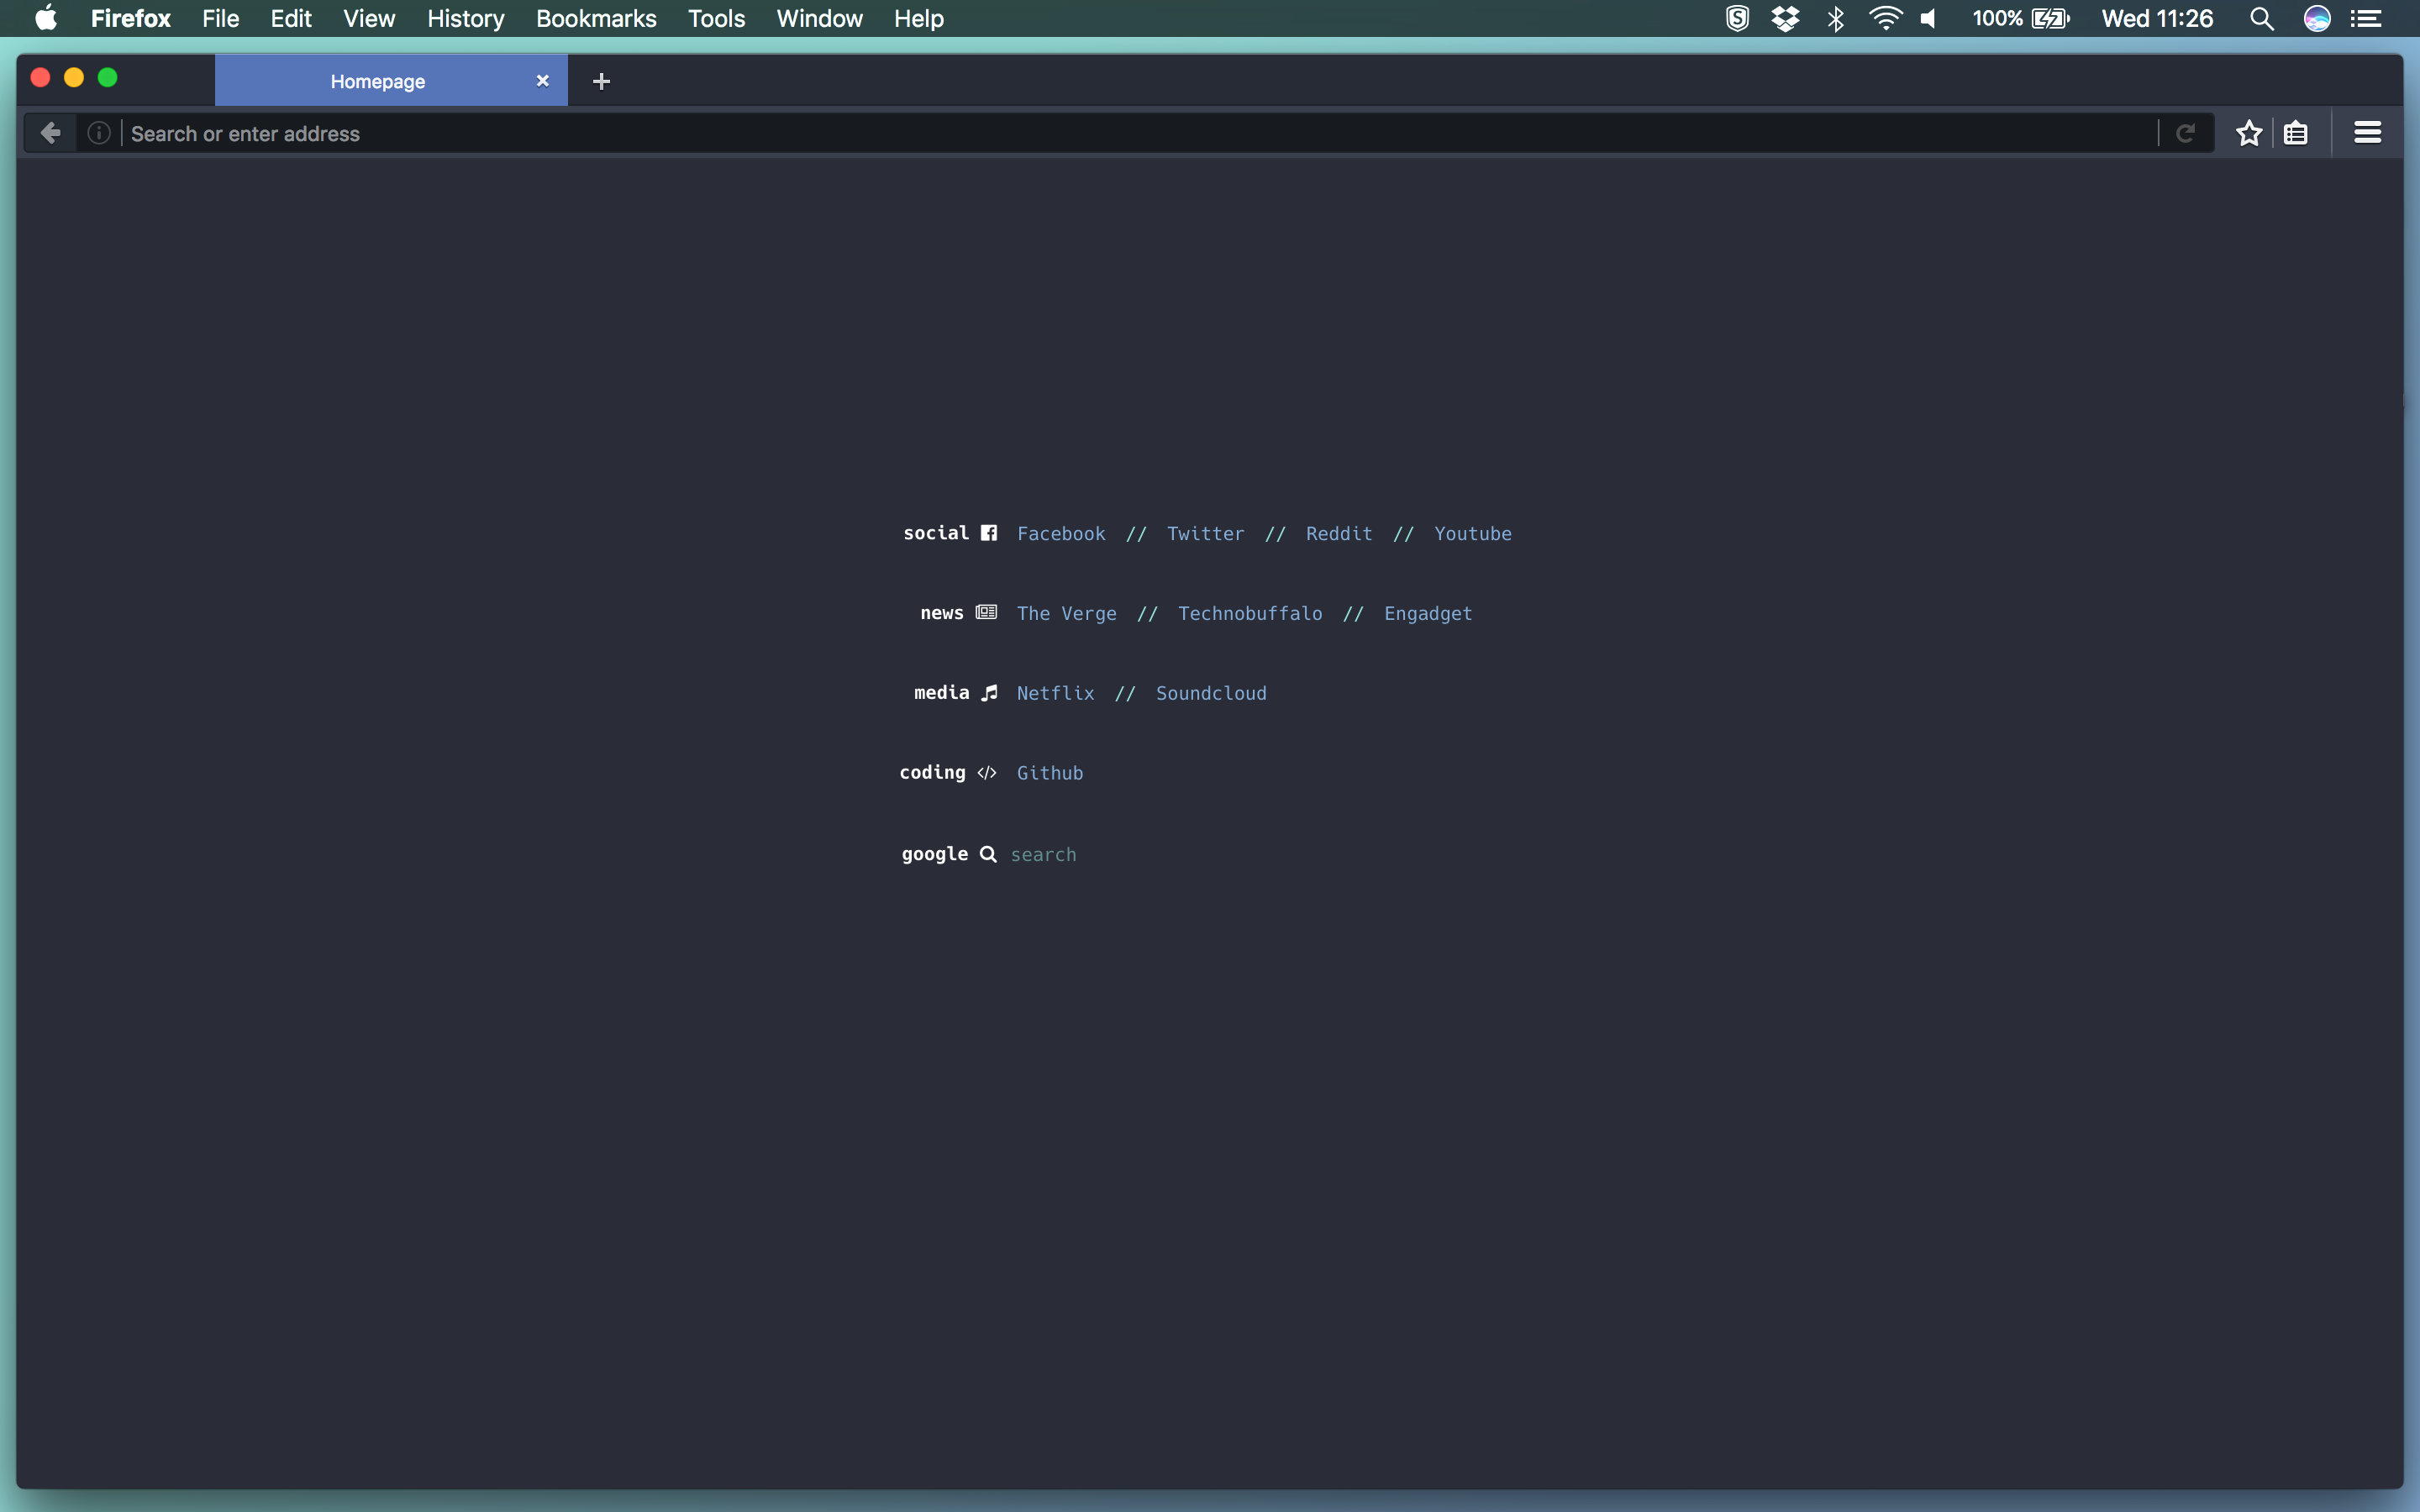 Firefox File Edit View History Bookmarks Tools Window Help 100% Wed 11:26
Homepage
Search or enter address
social Facebook // Twitter // Reddit // Youtube
news The Verge // Technobuffalo // Engadget
media Netflix // Soundcloud
coding </> Github
google search